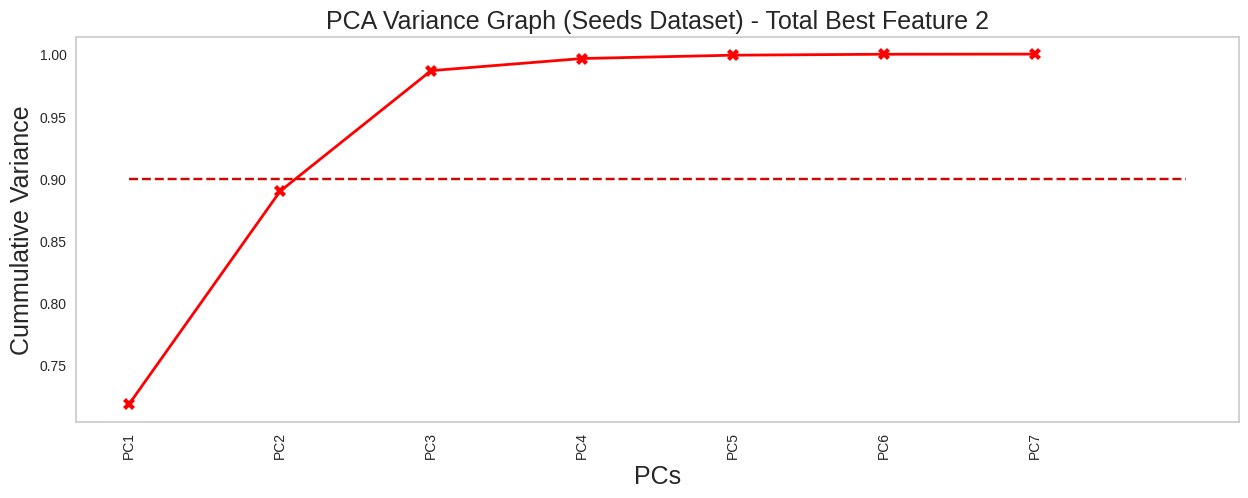 PCA Variance Graph (Seeds Dataset) - Total Best Feature 2
Cummulative Variance
1.00
0.95
0.90
0.85
0.80
0.75
PC1
PC2
PC3
PC4
PC5
PC6
PC7
PCs